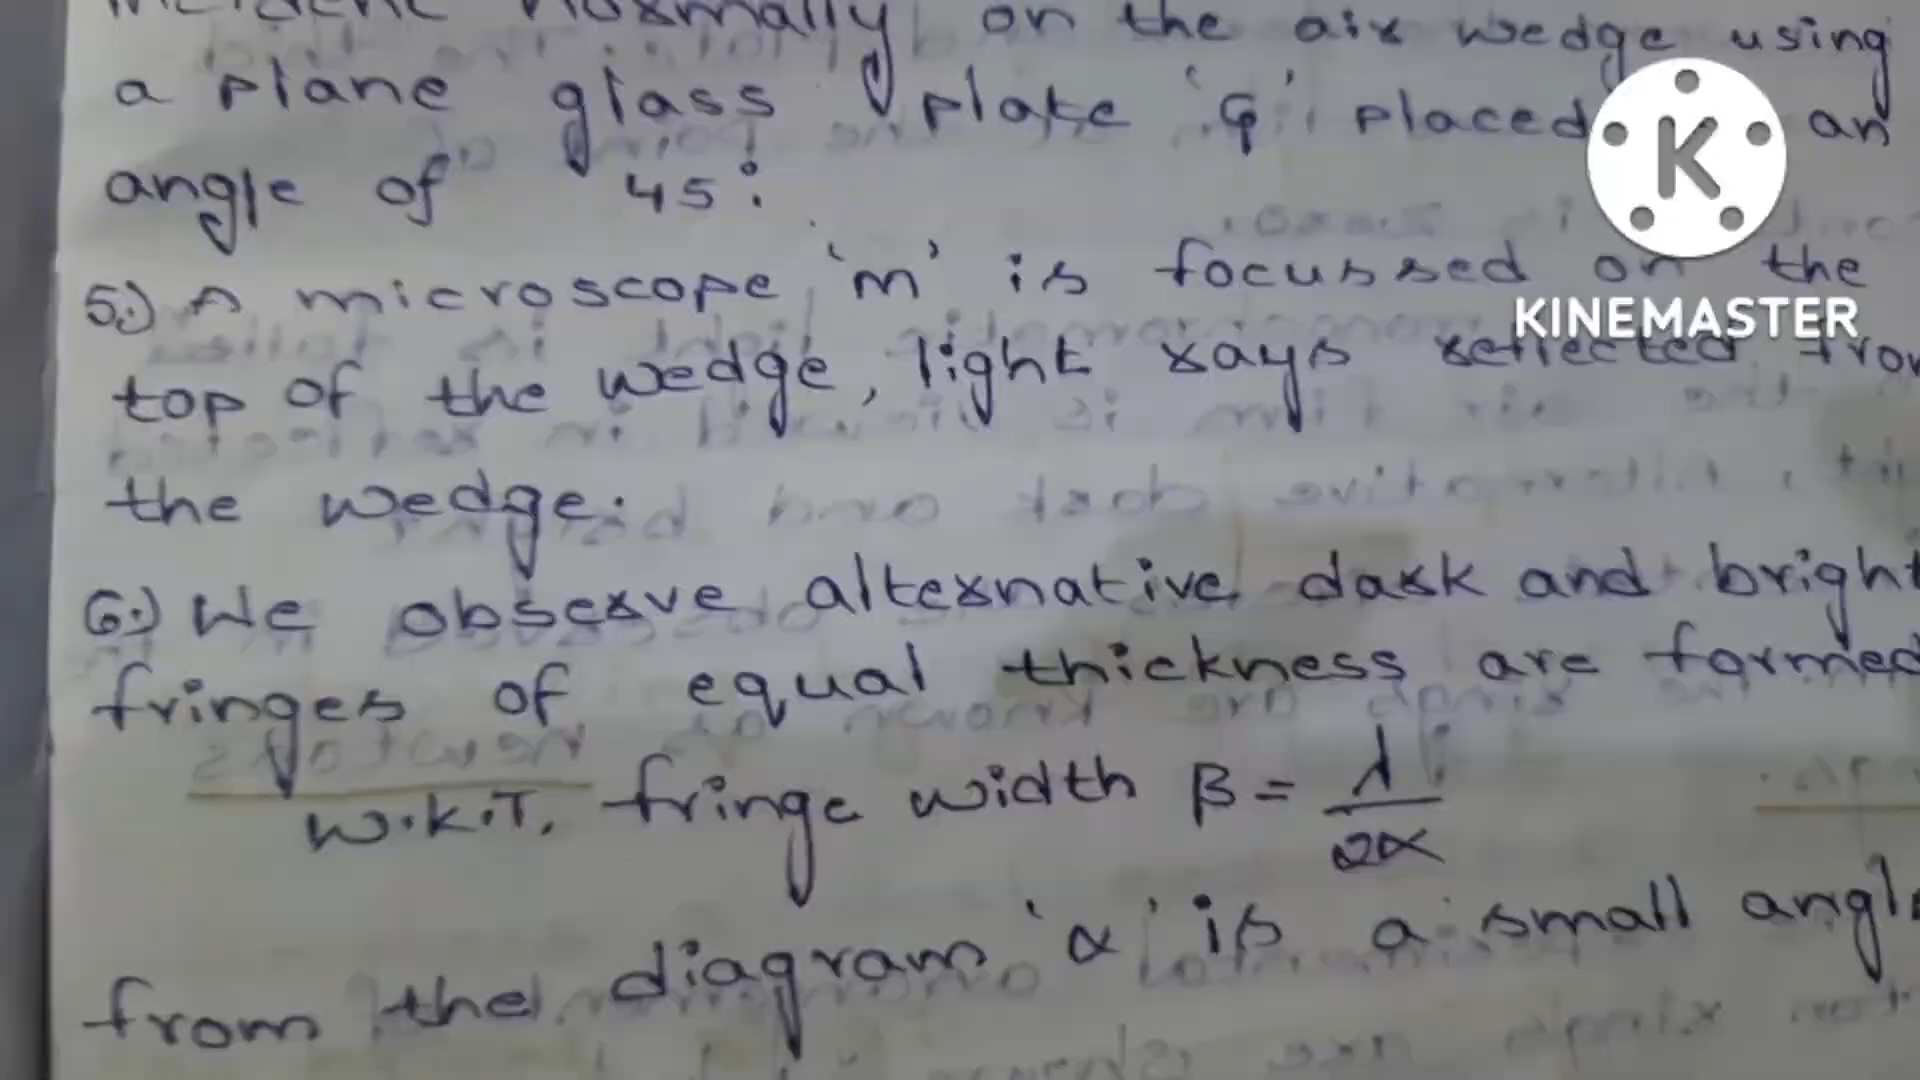 incident normally on the air wedge using
a plane glass plate 'G' placed an
angle of 45°.
5.) A microscope 'm' is focussed on the
top of the wedge, light rays reflected from
the wedge.
6.) We observe alternative dark and bright
fringes of equal thickness are formed
W.K.T. fringe width β = λ/2α
from the diagram 'α' is a small angle
K
KINEMASTER